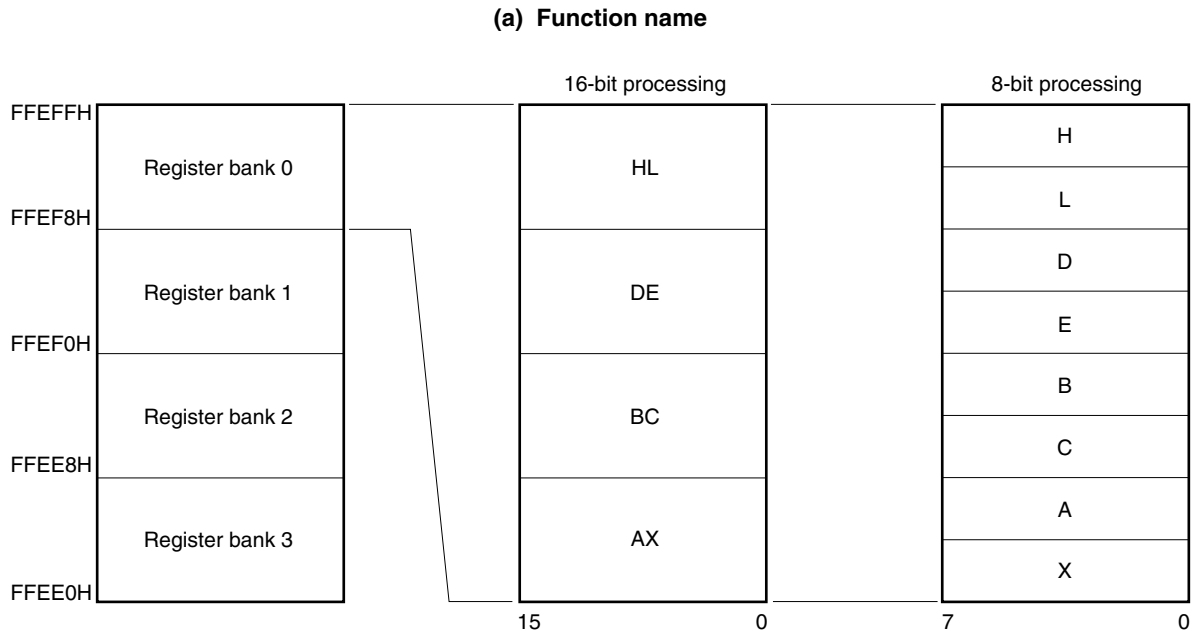 (a) Function name
16-bit processing
8-bit processing
FFEFFH
Register bank 0
HL
H
L
FFEF8H
Register bank 1
DE
D
E
FFEF0H
Register bank 2
BC
B
C
FFEE8H
Register bank 3
AX
A
X
FFEE0H
15 0
7 0